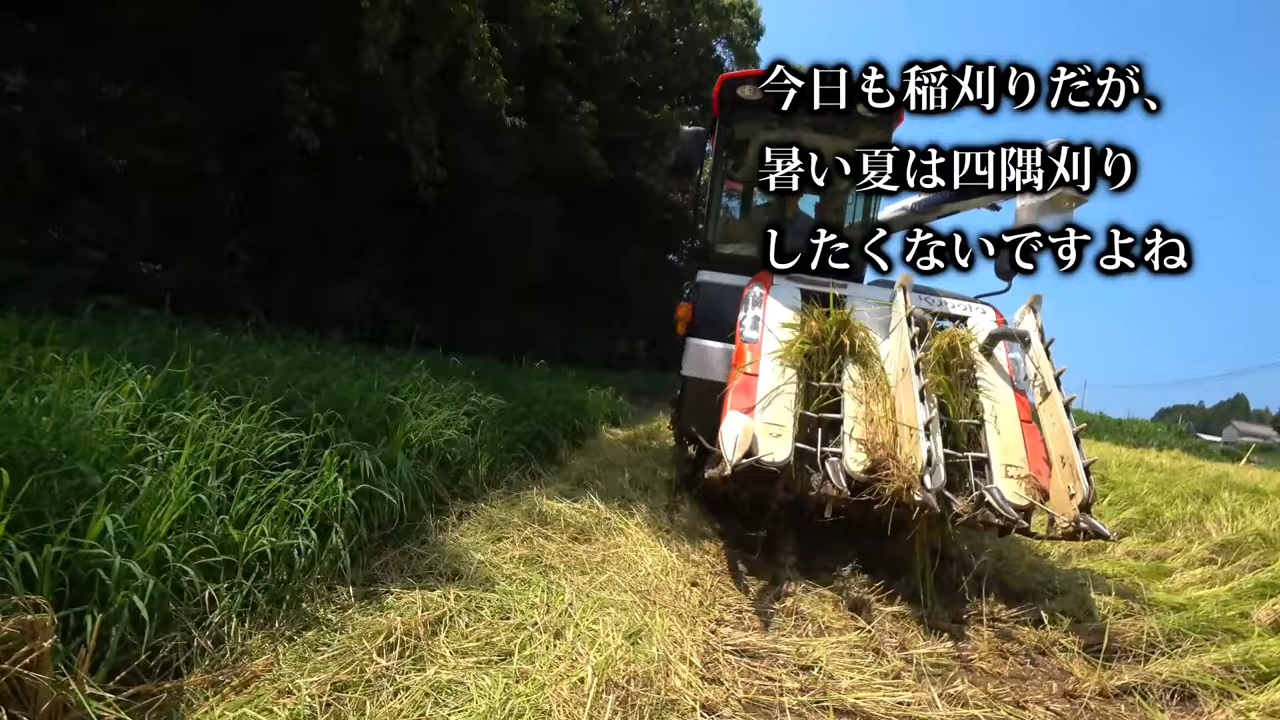 今日も稲刈りだが、
暑い夏は四隅刈り
したくないですよね